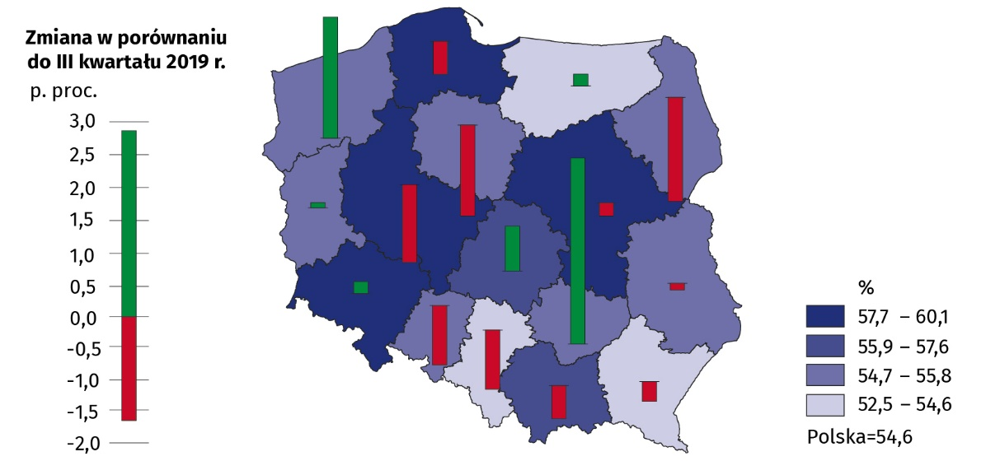 Zmiana w porównaniu
do III kwartału 2019 r.
p. proc.
3,0
2,5
2,0
1,5
1,0
0,5
0,0
-0,5
-1,0
-1,5
-2,0
%
57,7 – 60,1
55,9 – 57,6
54,7 – 55,8
52,5 – 54,6
Polska=54,6